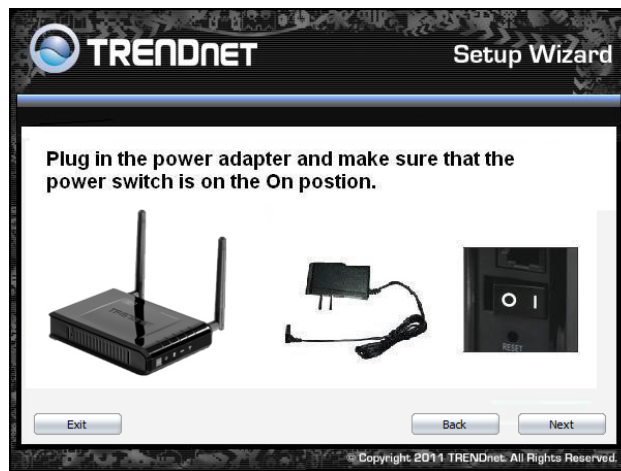 TRENDNET
Setup Wizard
Plug in the power adapter and make sure that the
power switch is on the On postion.
TRENDNET
O I
RESET
Exit
Back
Next
Copyright 2011 TRENDnet. All Rights Reserved.